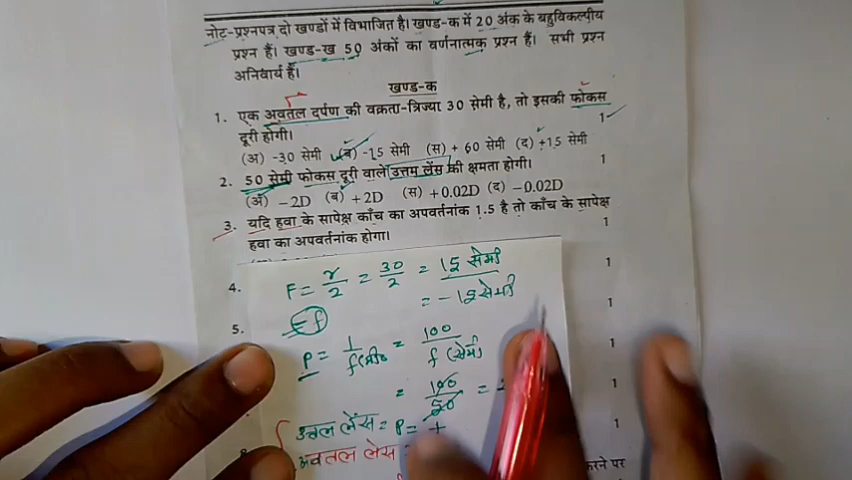 नोट-प्रश्नपत्र दो खण्डों में विभाजित है। खण्ड-क में 20 अंक के बहुविकल्पीय
प्रश्न हैं। खण्ड-ख 50 अंकों का वर्णनात्मक प्रश्न हैं। सभी प्रश्न
अनिवार्य हैं।
खण्ड-क
1. एक अवतल दर्पण की वक्रता-त्रिज्या 30 सेमी है, तो इसकी फोकस
दूरी होगी। 1
(अ) -30 सेमी (ब) -15 सेमी (स) + 60 सेमी (द) +15 सेमी
2. 50 सेमी फोकस दूरी वाले उत्तम लेंस की क्षमता होगी। 1
(अ) -2D (ब) +2D (स) +0.02D (द) -0.02D
3. यदि हवा के सापेक्ष काँच का अपवर्तनांक 1.5 है तो काँच के सापेक्ष
हवा का अपवर्तनांक होगा। 1
4. 1
5. 1
1
1
1
F = r/2 = 30/2 = 15 सेमी
= -15 सेमी
P = 1/f(मी०) = 100/f (सेमी)
= 100/50 =
उत्तल लेंस = P = +
अवतल लेंस =
करने पर